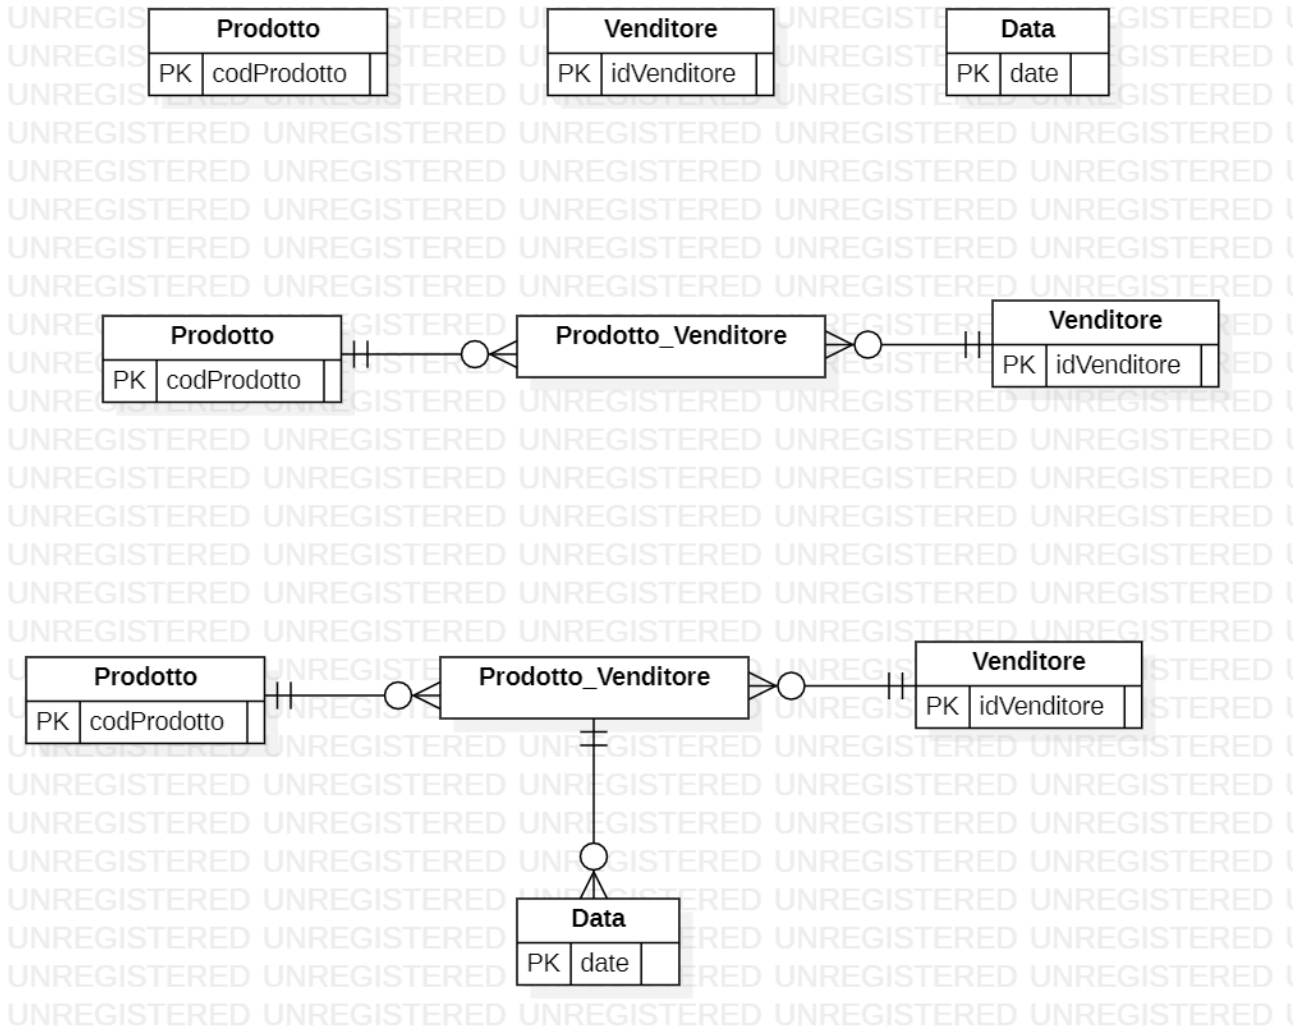 Prodotto
PK codProdotto
Venditore
PK idVenditore
Data
PK date
Prodotto
PK codProdotto
Prodotto_Venditore
Venditore
PK idVenditore
Prodotto
PK codProdotto
Prodotto_Venditore
Venditore
PK idVenditore
Data
PK date
UNREGISTERED